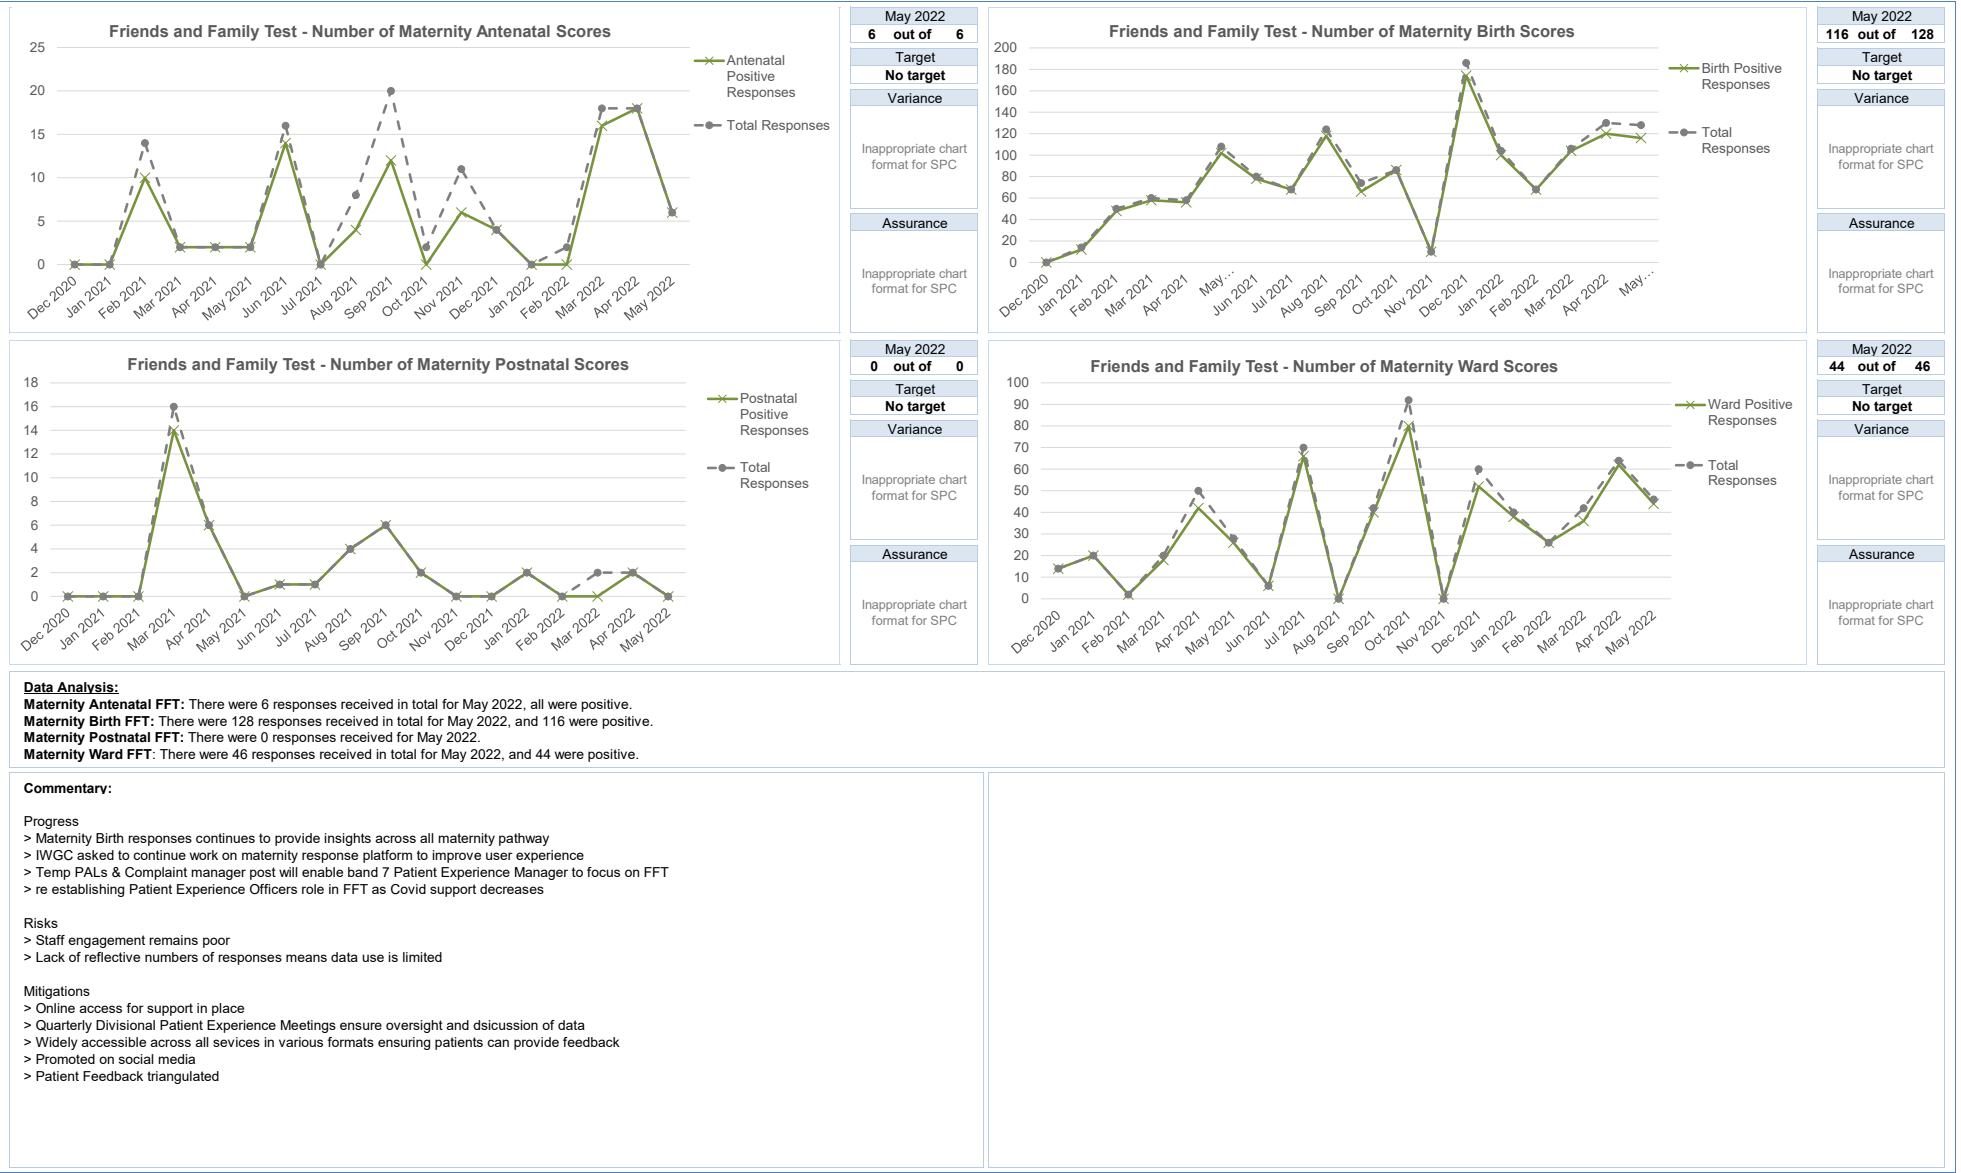 Friends and Family Test - Number of Maternity Antenatal Scores
25
20
15
10
5
0
Dec 2020
Jan 2021
Feb 2021
Mar 2021
Apr 2021
May 2021
Jun 2021
Jul 2021
Aug 2021
Sep 2021
Oct 2021
Nov 2021
Dec 2021
Jan 2022
Feb 2022
Mar 2022
Apr 2022
May 2022
Antenatal
Positive
Responses
Total Responses
May 2022
6 out of 6
Target
No target
Variance
Inappropriate chart
format for SPC
Assurance
Inappropriate chart
format for SPC
Friends and Family Test - Number of Maternity Birth Scores
200
180
160
140
120
100
80
60
40
20
0
Dec 2020
Jan 2021
Feb 2021
Mar 2021
Apr 2021
May...
Jun 2021
Jul 2021
Aug 2021
Sep 2021
Oct 2021
Nov 2021
Dec 2021
Jan 2022
Feb 2022
Mar 2022
Apr 2022
May...
Birth Positive
Responses
Total
Responses
May 2022
116 out of 128
Target
No target
Variance
Inappropriate chart
format for SPC
Assurance
Inappropriate chart
format for SPC
Friends and Family Test - Number of Maternity Postnatal Scores
18
16
14
12
10
8
6
4
2
0
Dec 2020
Jan 2021
Feb 2021
Mar 2021
Apr 2021
May 2021
Jun 2021
Jul 2021
Aug 2021
Sep 2021
Oct 2021
Nov 2021
Dec 2021
Jan 2022
Feb 2022
Mar 2022
Apr 2022
May 2022
Postnatal
Positive
Responses
Total
Responses
May 2022
0 out of 0
Target
No target
Variance
Inappropriate chart
format for SPC
Assurance
Inappropriate chart
format for SPC
Friends and Family Test - Number of Maternity Ward Scores
100
90
80
70
60
50
40
30
20
10
0
Dec 2020
Jan 2021
Feb 2021
Mar 2021
Apr 2021
May 2021
Jun 2021
Jul 2021
Aug 2021
Sep 2021
Oct 2021
Nov 2021
Dec 2021
Jan 2022
Feb 2022
Mar 2022
Apr 2022
May 2022
Ward Positive
Responses
Total
Responses
May 2022
44 out of 46
Target
No target
Variance
Inappropriate chart
format for SPC
Assurance
Inappropriate chart
format for SPC
Data Analysis:
Maternity Antenatal FFT: There were 6 responses received in total for May 2022, all were positive.
Maternity Birth FFT: There were 128 responses received in total for May 2022, and 116 were positive.
Maternity Postnatal FFT: There were 0 responses received for May 2022.
Maternity Ward FFT: There were 46 responses received in total for May 2022, and 44 were positive.
Commentary:
Progress
> Maternity Birth responses continues to provide insights across all maternity pathway
> IWGC asked to continue work on maternity response platform to improve user experience
> Temp PALs & Complaint manager post will enable band 7 Patient Experience Manager to focus on FFT
> re establishing Patient Experience Officers role in FFT as Covid support decreases
Risks
> Staff engagement remains poor
> Lack of reflective numbers of responses means data use is limited
Mitigations
> Online access for support in place
> Quarterly Divisional Patient Experience Meetings ensure oversight and dsicussion of data
> Widely accessible across all sevices in various formats ensuring patients can provide feedback
> Promoted on social media
> Patient Feedback triangulated